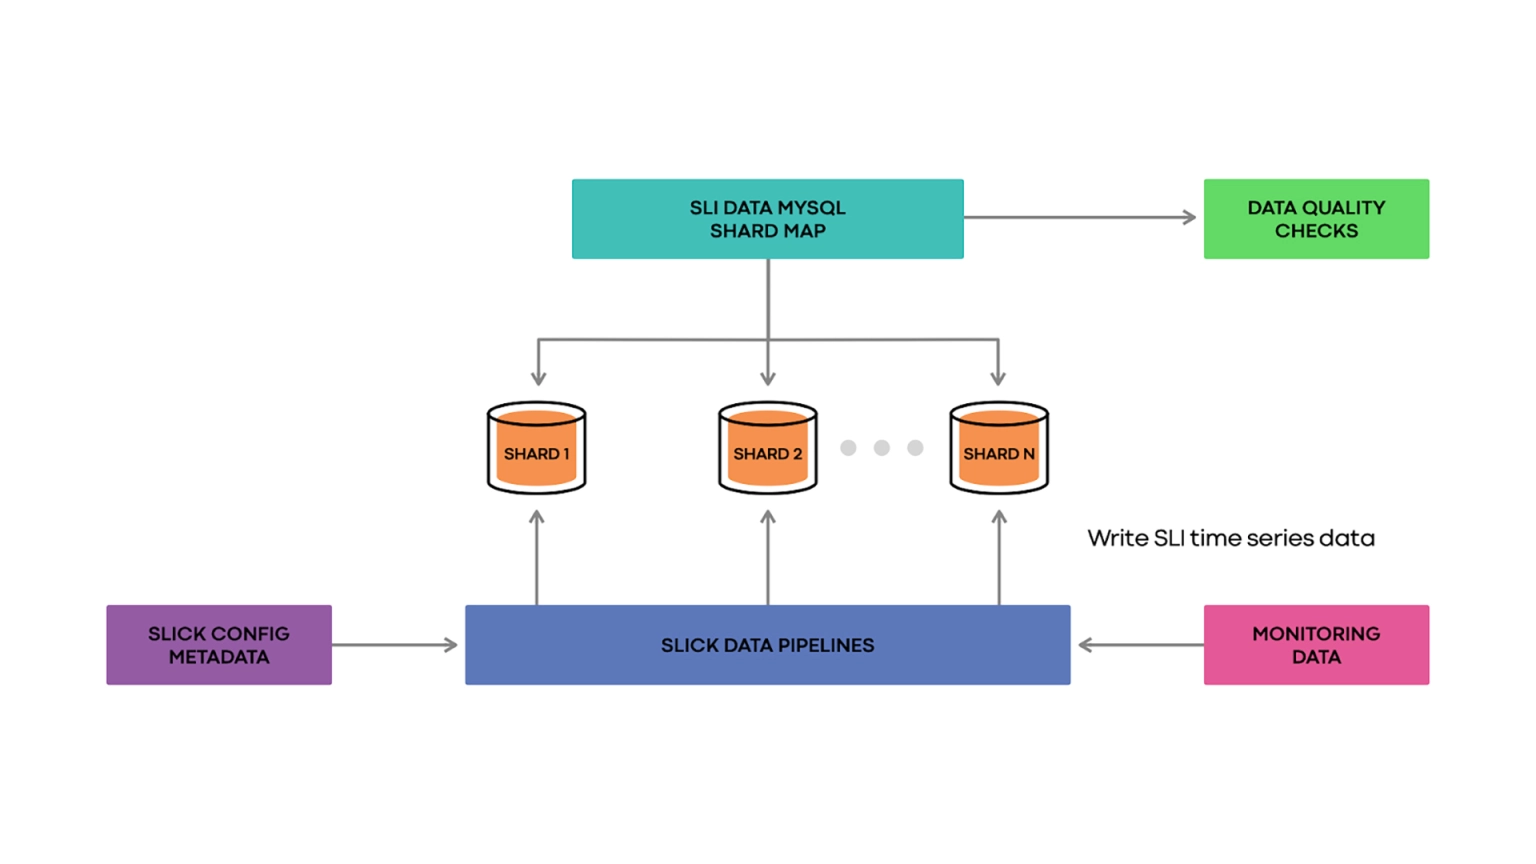 SLI DATA MYSQL
SHARD MAP
DATA QUALITY
CHECKS
SHARD 1
SHARD 2
SHARD N
Write SLI time series data
SLICK CONFIG
METADATA
SLICK DATA PIPELINES
MONITORING
DATA